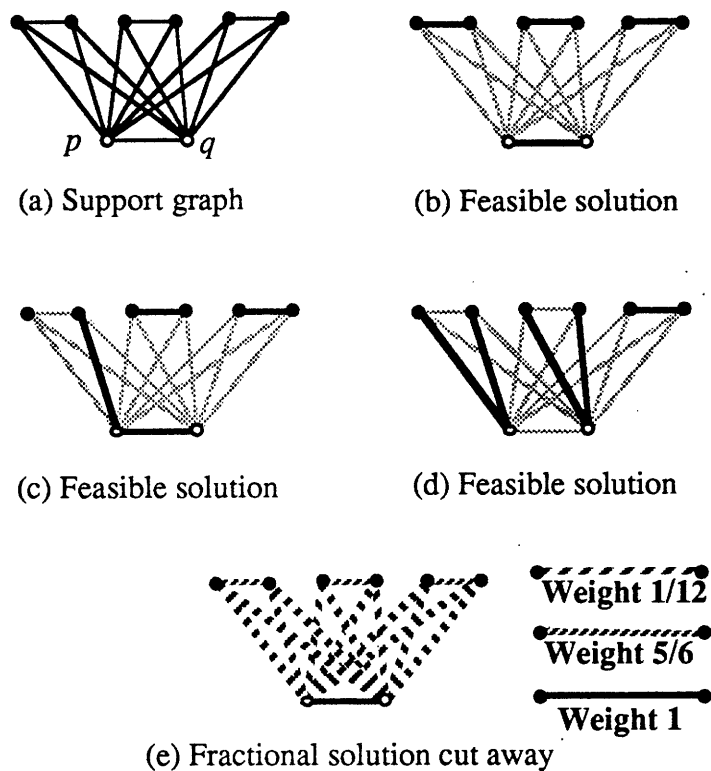 p q
(a) Support graph
(b) Feasible solution
(c) Feasible solution
(d) Feasible solution
Weight 1/12
Weight 5/6
Weight 1
(e) Fractional solution cut away